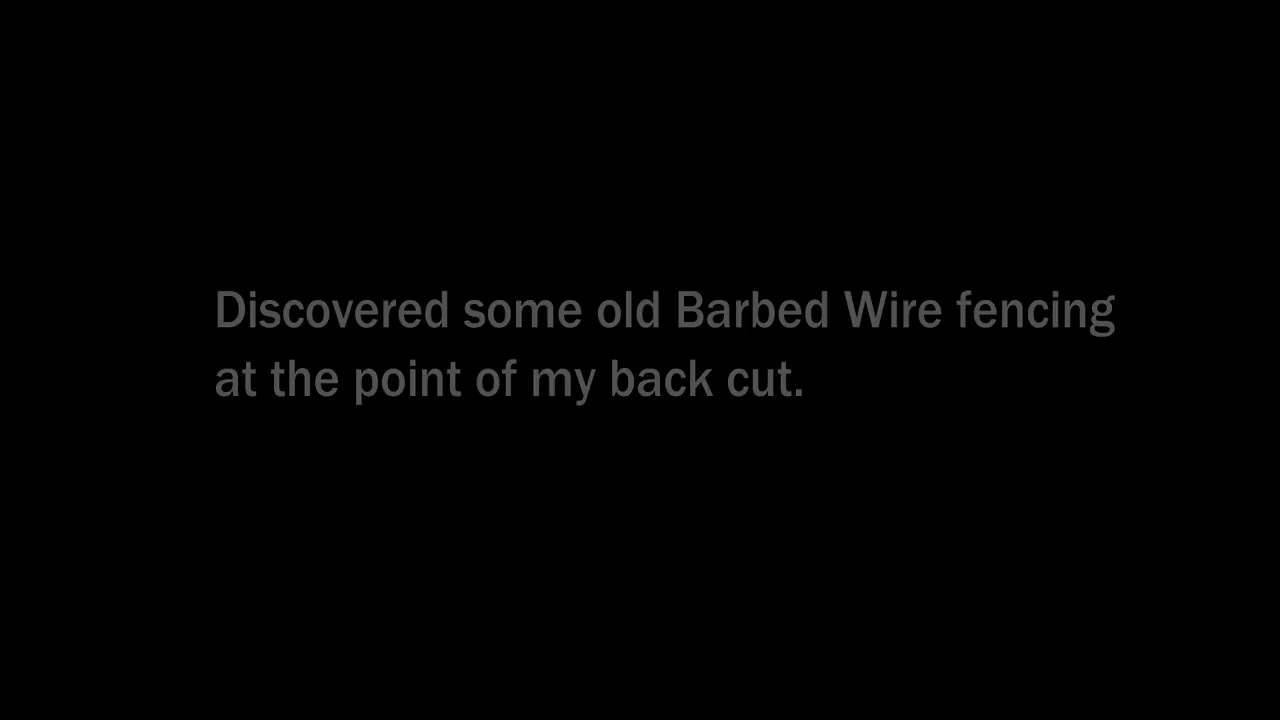 Discovered some old Barbed Wire fencing
at the point of my back cut.